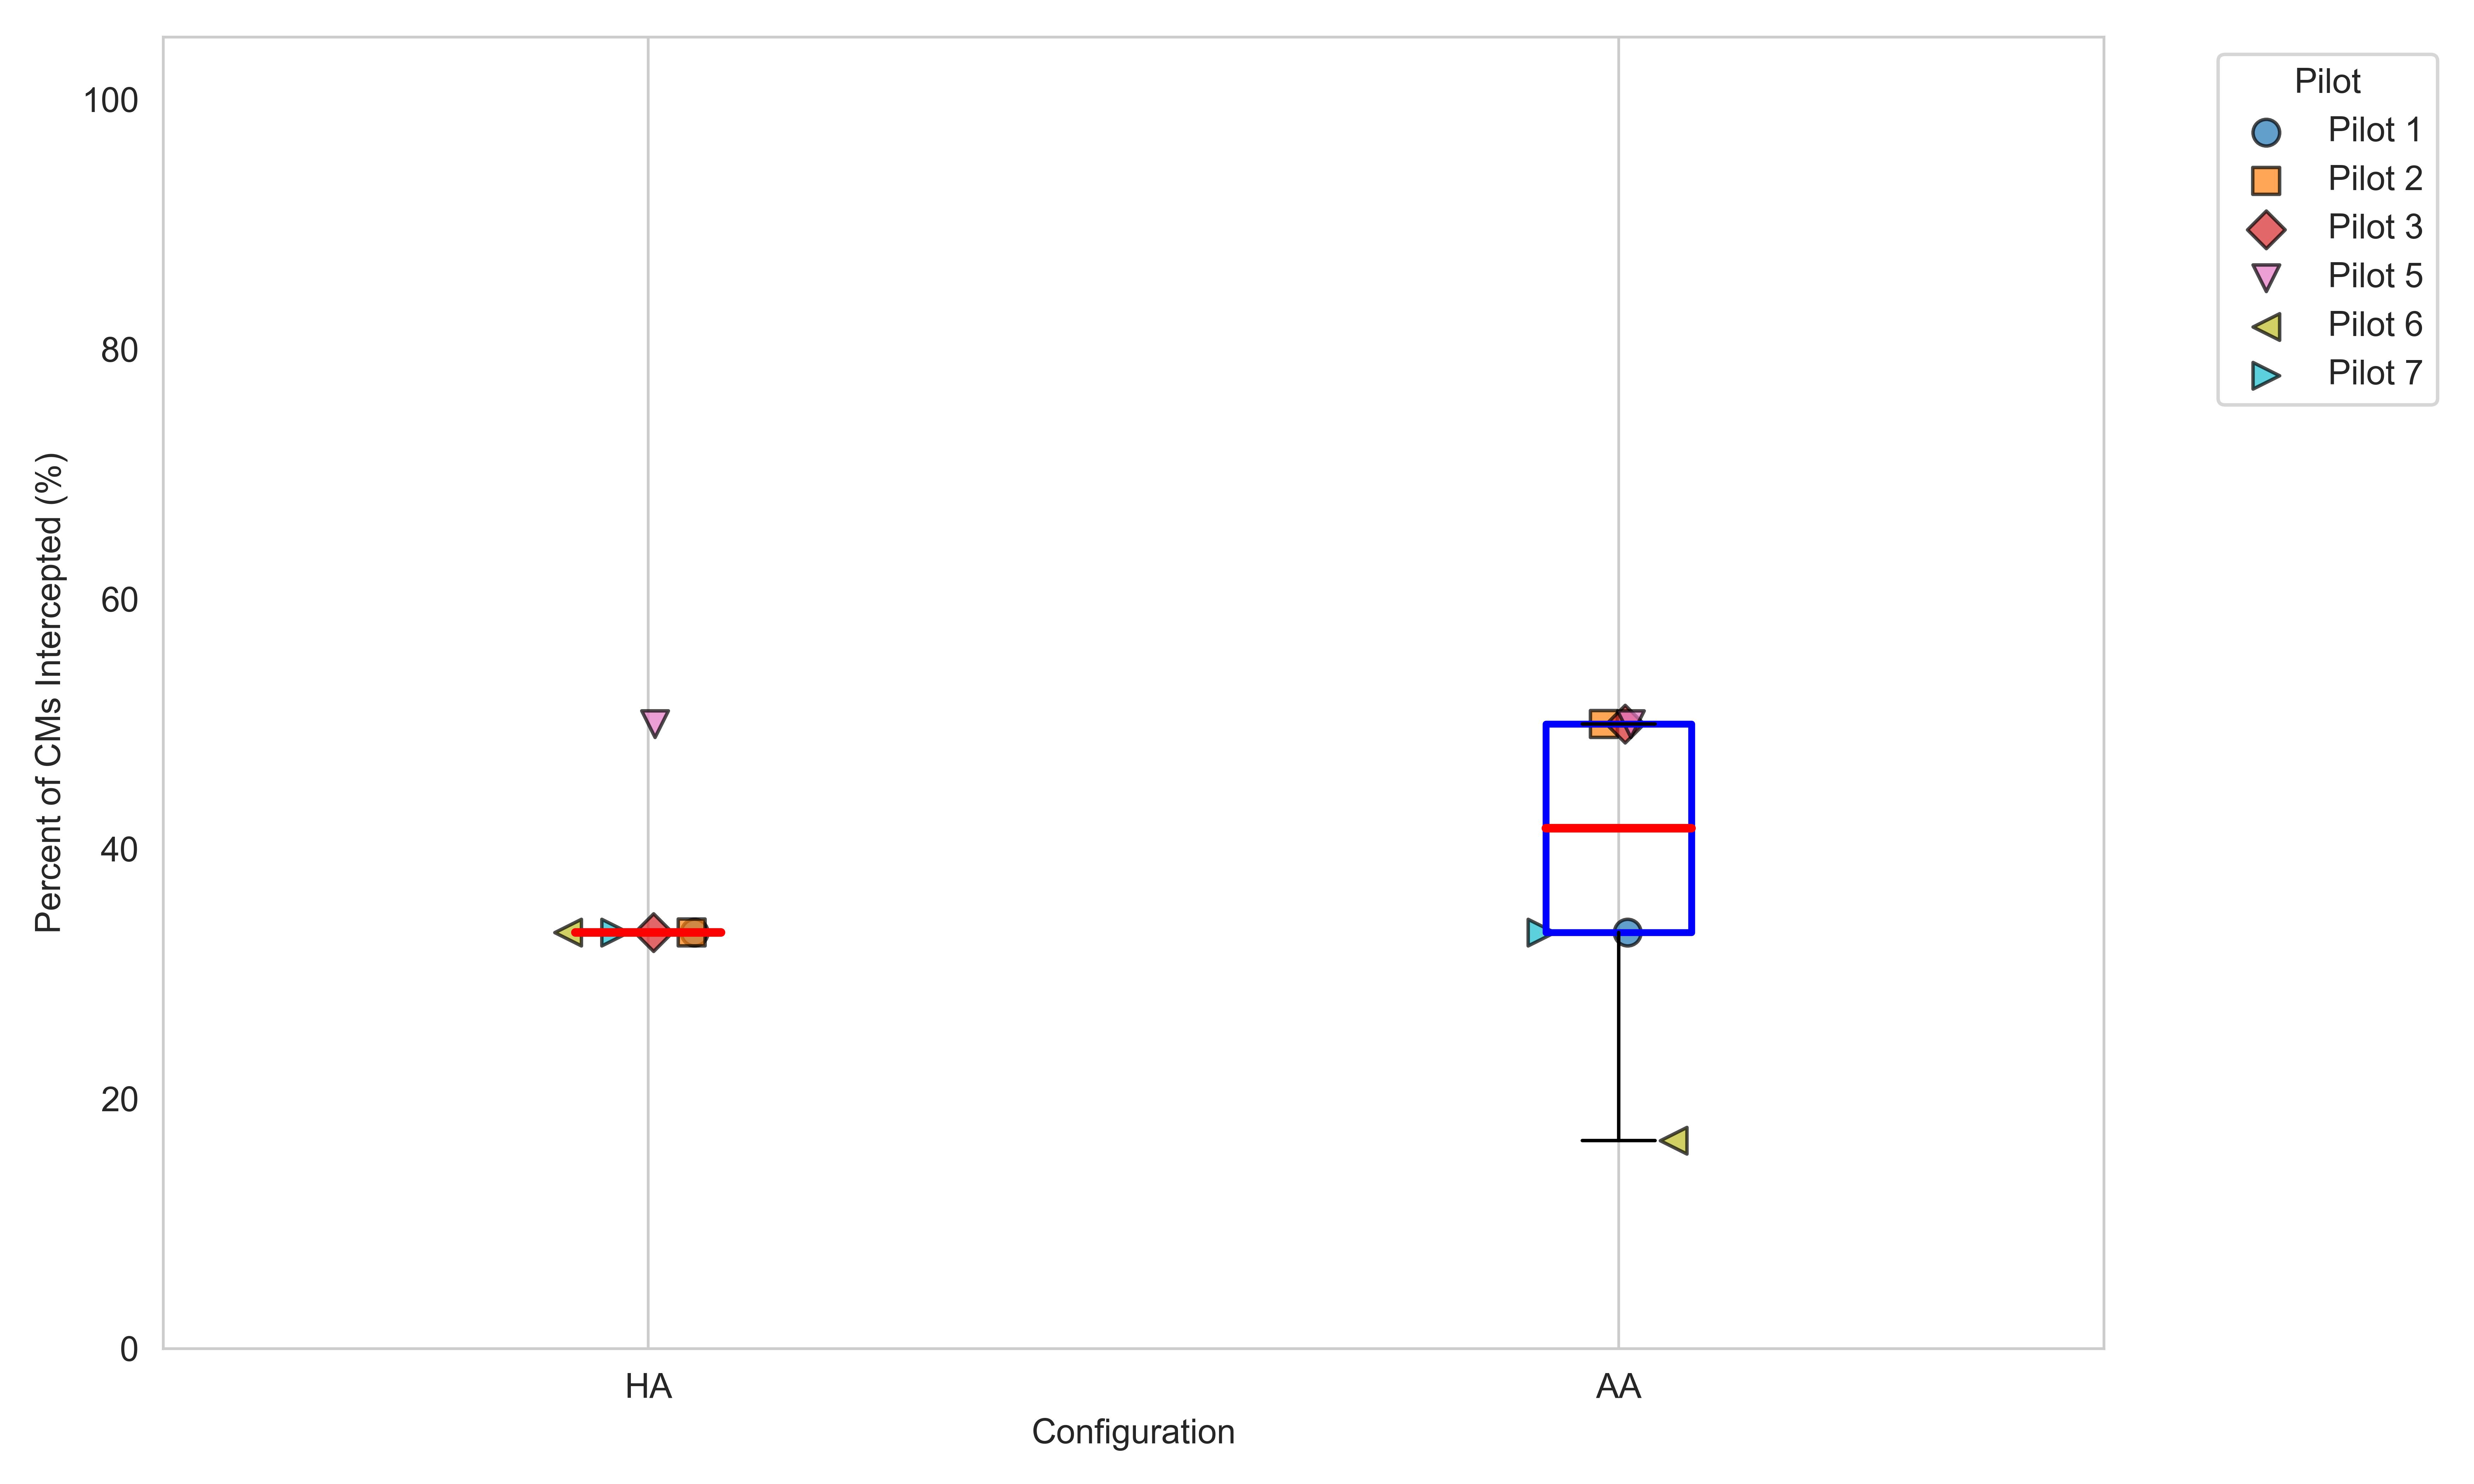 Pilot
Pilot 1
Pilot 2
Pilot 3
Pilot 5
Pilot 6
Pilot 7
Percent of CMs Intercepted (%)
100
80
60
40
20
0
HA
AA
Configuration